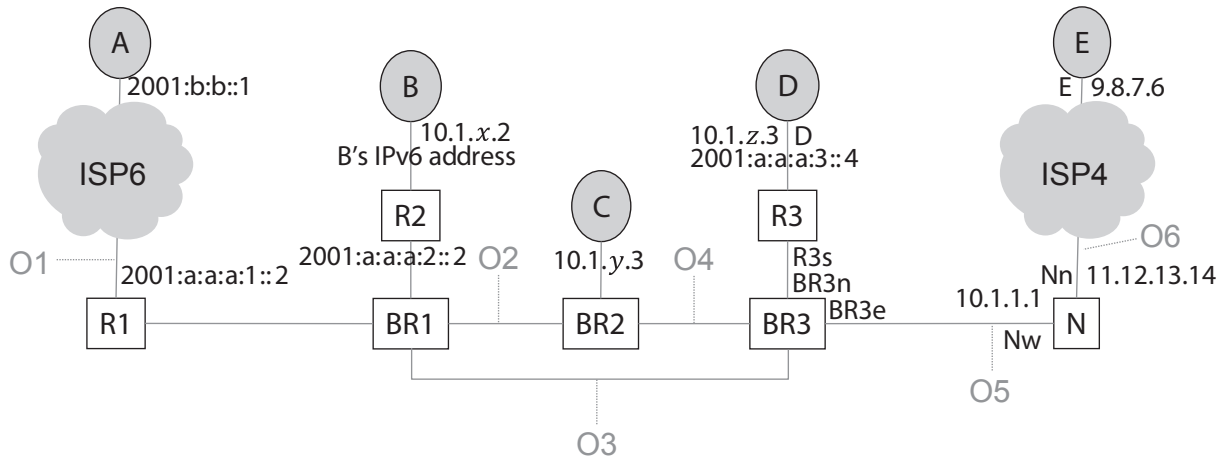 A
E
2001:b:b::1
B
D
E 9.8.7.6
10.1.x.2
10.1.z.3 D
B's IPv6 address
2001:a:a:a:3::4
ISP6
ISP4
R2
C
R3
O1
2001:a:a:a:1::2
2001:a:a:a:2::2
O2
10.1.y.3
O4
R3s
O6
BR3n
Nn 11.12.13.14
10.1.1.1
BR3e
R1
BR1
BR2
BR3
N
Nw
O5
O3